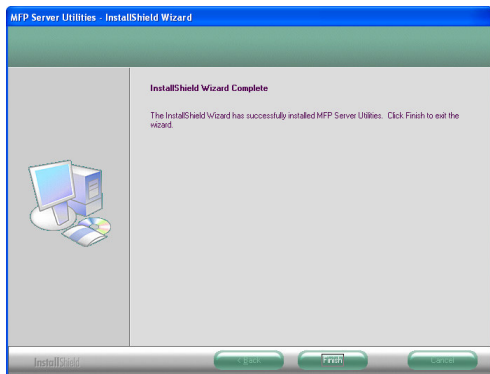 MFP Server Utilities - InstallShield Wizard
InstallShield Wizard Complete
The InstallShield Wizard has successfully installed MFP Server Utilities. Click Finish to exit the
wizard.
InstallShield
< Back
Finish
Cancel